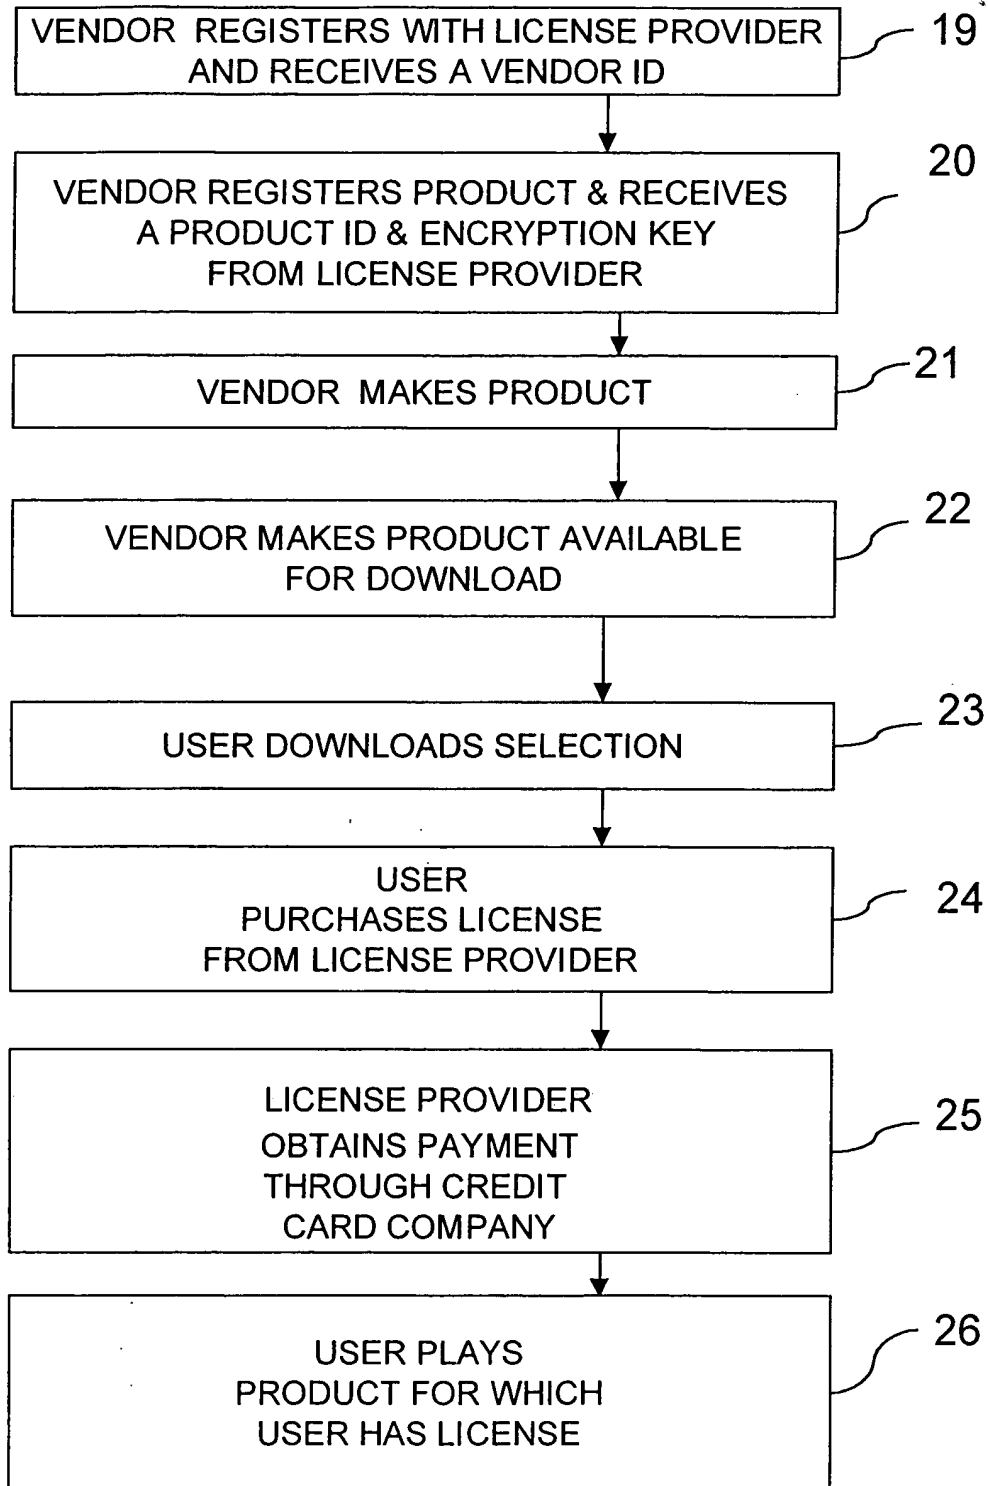 VENDOR REGISTERS WITH LICENSE PROVIDER
AND RECEIVES A VENDOR ID
19
VENDOR REGISTERS PRODUCT & RECEIVES
A PRODUCT ID & ENCRYPTION KEY
FROM LICENSE PROVIDER
20
VENDOR MAKES PRODUCT
21
VENDOR MAKES PRODUCT AVAILABLE
FOR DOWNLOAD
22
USER DOWNLOADS SELECTION
23
USER
PURCHASES LICENSE
FROM LICENSE PROVIDER
24
LICENSE PROVIDER
OBTAINS PAYMENT
THROUGH CREDIT
CARD COMPANY
25
USER PLAYS
PRODUCT FOR WHICH
USER HAS LICENSE
26